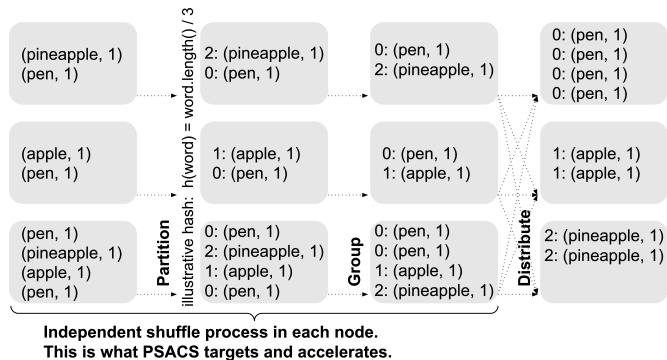 (pineapple, 1)
(pen, 1)
(apple, 1)
(pen, 1)
(pen, 1)
(pineapple, 1)
(apple, 1)
(pen, 1)
Partition
illustrative hash: h(word) = word.length() / 3
2: (pineapple, 1)
0: (pen, 1)
1: (apple, 1)
0: (pen, 1)
0: (pen, 1)
2: (pineapple, 1)
1: (apple, 1)
0: (pen, 1)
Group
0: (pen, 1)
2: (pineapple, 1)
0: (pen, 1)
1: (apple, 1)
0: (pen, 1)
0: (pen, 1)
1: (apple, 1)
2: (pineapple, 1)
Distribute
0: (pen, 1)
0: (pen, 1)
0: (pen, 1)
0: (pen, 1)
1: (apple, 1)
1: (apple, 1)
2: (pineapple, 1)
2: (pineapple, 1)
Independent shuffle process in each node.
This is what PSACS targets and accelerates.